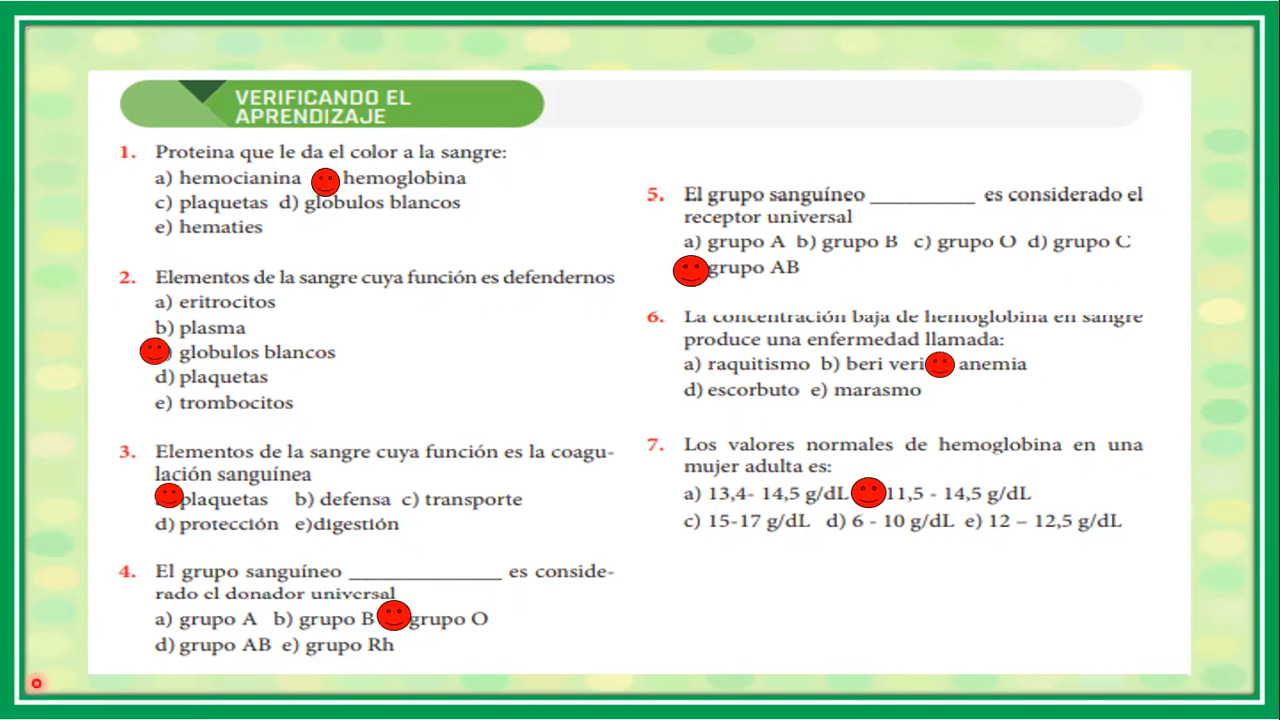 VERIFICANDO EL
APRENDIZAJE
1. Proteina que le da el color a la sangre:
a) hemocianina hemoglobina
c) plaquetas d) globulos blancos
e) hematies
2. Elementos de la sangre cuya función es defendernos
a) eritrocitos
b) plasma
) globulos blancos
d) plaquetas
e) trombocitos
3. Elementos de la sangre cuya función es la coagu-
lación sanguínea
plaquetas b) defensa c) transporte
d) protección e)digestión
4. El grupo sanguíneo ______________ es conside-
rado el donador universal
a) grupo A b) grupo B grupo O
d) grupo AB e) grupo Rh
5. El grupo sanguíneo __________ es considerado el
receptor universal
a) grupo A b) grupo B c) grupo O d) grupo C
grupo AB
6. La concentración baja de hemoglobina en sangre
produce una enfermedad llamada:
a) raquitismo b) beri veri anemia
d) escorbuto e) marasmo
7. Los valores normales de hemoglobina en una
mujer adulta es:
a) 13,4- 14,5 g/dL 11,5 - 14,5 g/dL
c) 15-17 g/dL d) 6 - 10 g/dL e) 12 – 12,5 g/dL